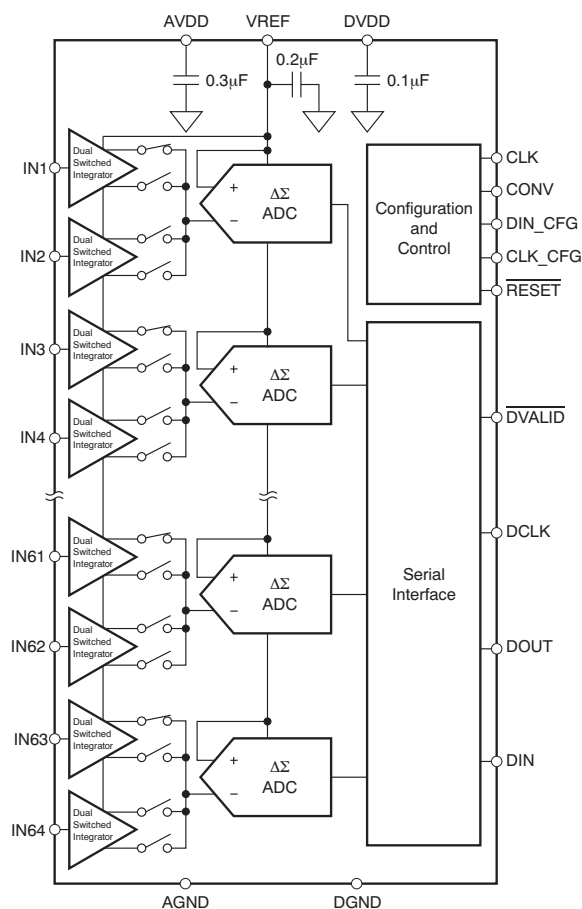 AVDD VREF DVDD
0.3µF
0.2µF
0.1µF
IN1
Dual
Switched
Integrator
IN2
Dual
Switched
Integrator
+
−
ΔΣ
ADC
IN3
Dual
Switched
Integrator
IN4
Dual
Switched
Integrator
+
−
ΔΣ
ADC
IN61
Dual
Switched
Integrator
IN62
Dual
Switched
Integrator
+
−
ΔΣ
ADC
IN63
Dual
Switched
Integrator
IN64
Dual
Switched
Integrator
+
−
ΔΣ
ADC
Configuration
and
Control
CLK
CONV
DIN_CFG
CLK_CFG
RESET
Serial
Interface
DVALID
DCLK
DOUT
DIN
AGND DGND